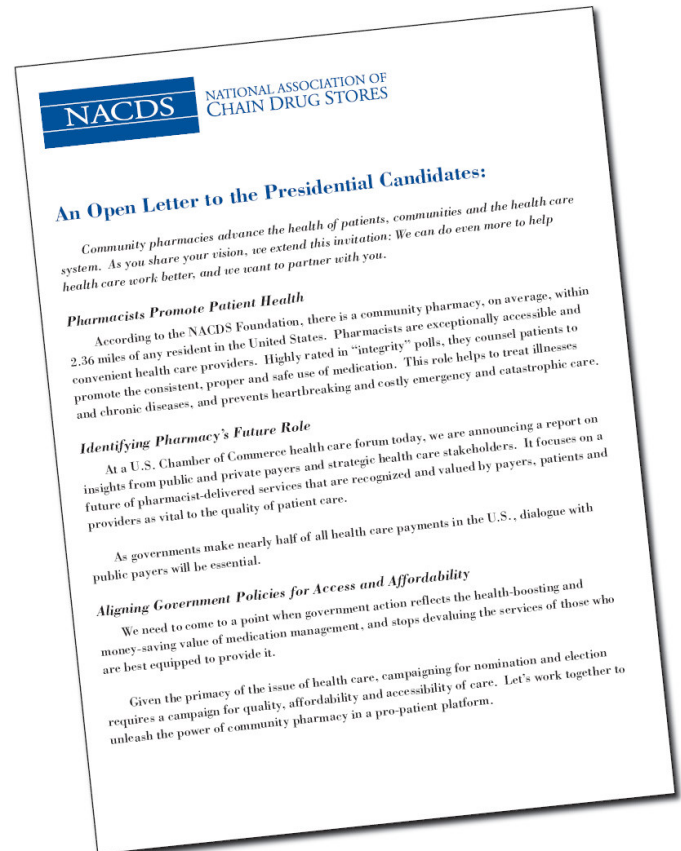 NACDS
NATIONAL ASSOCIATION OF
CHAIN DRUG STORES
An Open Letter to the Presidential Candidates:
Community pharmacies advance the health of patients, communities and the health care
system. As you share your vision, we extend this invitation: We can do even more to help
health care work better, and we want to partner with you.
Pharmacists Promote Patient Health
According to the NACDS Foundation, there is a community pharmacy, on average, within
2.36 miles of any resident in the United States. Pharmacists are exceptionally accessible and
convenient health care providers. Highly rated in “integrity” polls, they counsel patients to
promote the consistent, proper and safe use of medication. This role helps to treat illnesses
and chronic diseases, and prevents heartbreaking and costly emergency and catastrophic care.
Identifying Pharmacy’s Future Role
At a U.S. Chamber of Commerce health care forum today, we are announcing a report on
insights from public and private payers and strategic health care stakeholders. It focuses on a
future of pharmacist-delivered services that are recognized and valued by payers, patients and
providers as vital to the quality of patient care.
As governments make nearly half of all health care payments in the U.S., dialogue with
public payers will be essential.
Aligning Government Policies for Access and Affordability
We need to come to a point when government action reflects the health-boosting and
money-saving value of medication management, and stops devaluing the services of those who
are best equipped to provide it.
Given the primacy of the issue of health care, campaigning for nomination and election
requires a campaign for quality, affordability and accessibility of care. Let’s work together to
unleash the power of community pharmacy in a pro-patient platform.